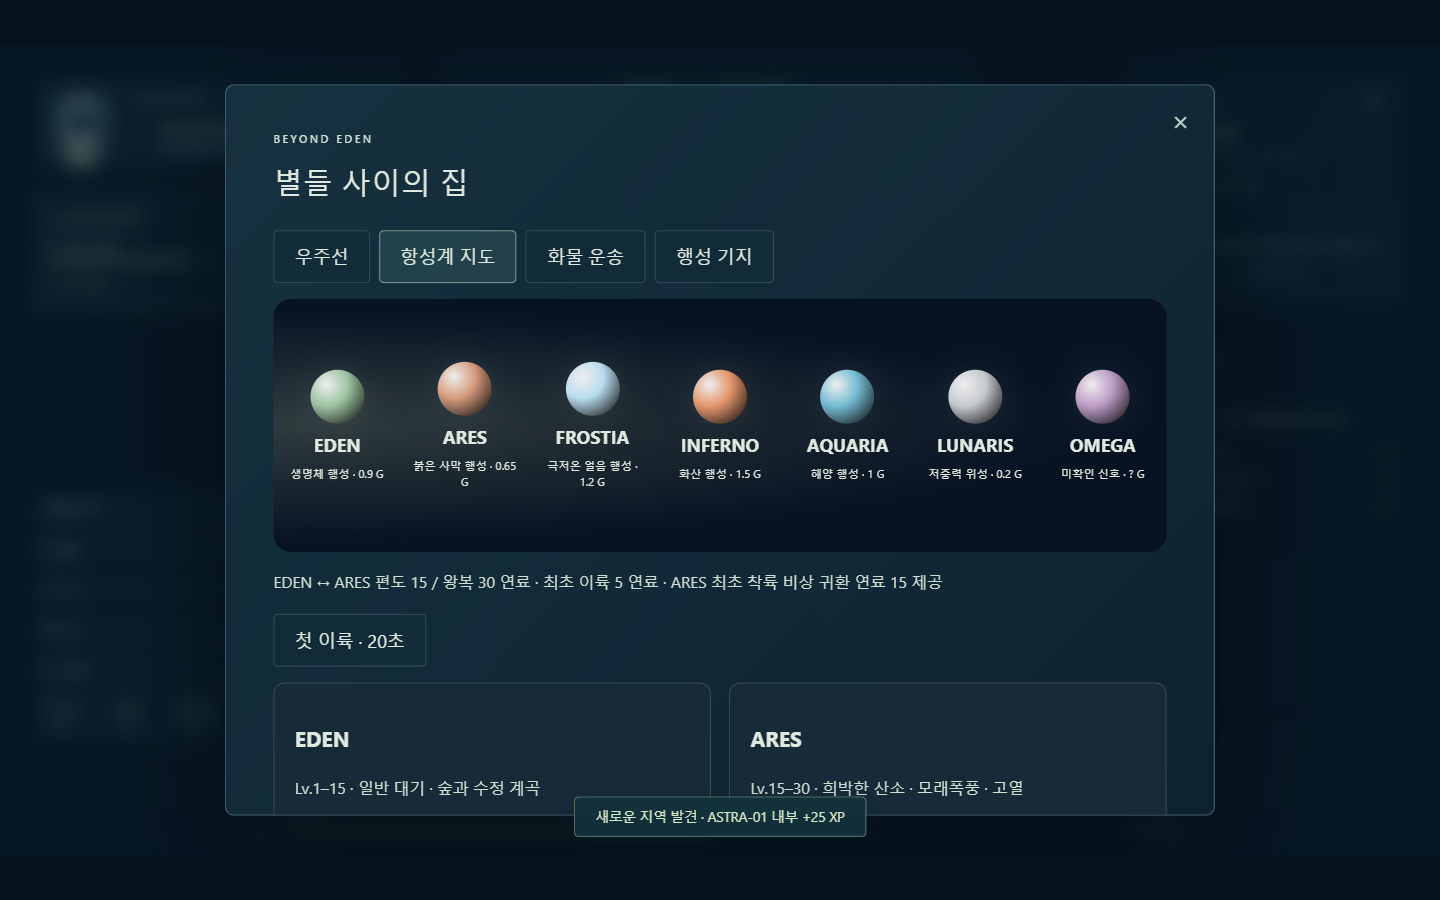 BEYOND EDEN
별들 사이의 집
✕
우주선
항성계 지도
화물 운송
행성 기지
EDEN
생명체 행성 · 0.9 G
ARES
붉은 사막 행성 · 0.65
G
FROSTIA
극저온 얼음 행성 ·
1.2 G
INFERNO
화산 행성 · 1.5 G
AQUARIA
해양 행성 · 1 G
LUNARIS
저중력 위성 · 0.2 G
OMEGA
미확인 신호 · ? G
EDEN ↔ ARES 편도 15 / 왕복 30 연료 · 최초 이륙 5 연료 · ARES 최초 착륙 비상 귀환 연료 15 제공
첫 이륙 · 20초
EDEN
Lv.1–15 · 일반 대기 · 숲과 수정 계곡
ARES
Lv.15–30 · 희박한 산소 · 모래폭풍 · 고열
새로운 지역 발견 · ASTRA-01 내부 +25 XP